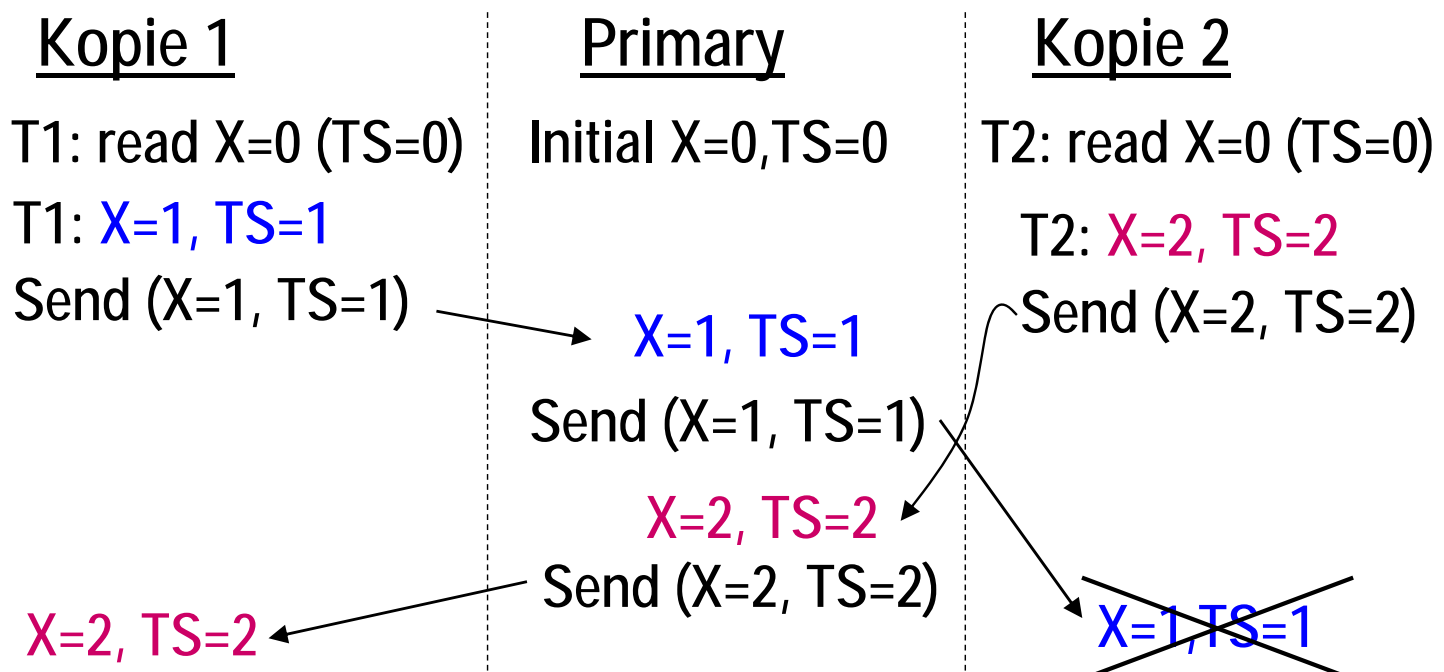 Kopie 1
T1: read X=0 (TS=0)
T1: X=1, TS=1
Send (X=1, TS=1)
X=2, TS=2
Primary
Initial X=0,TS=0
X=1, TS=1
Send (X=1, TS=1)
X=2, TS=2
Send (X=2, TS=2)
Kopie 2
T2: read X=0 (TS=0)
T2: X=2, TS=2
Send (X=2, TS=2)
X=1,TS=1